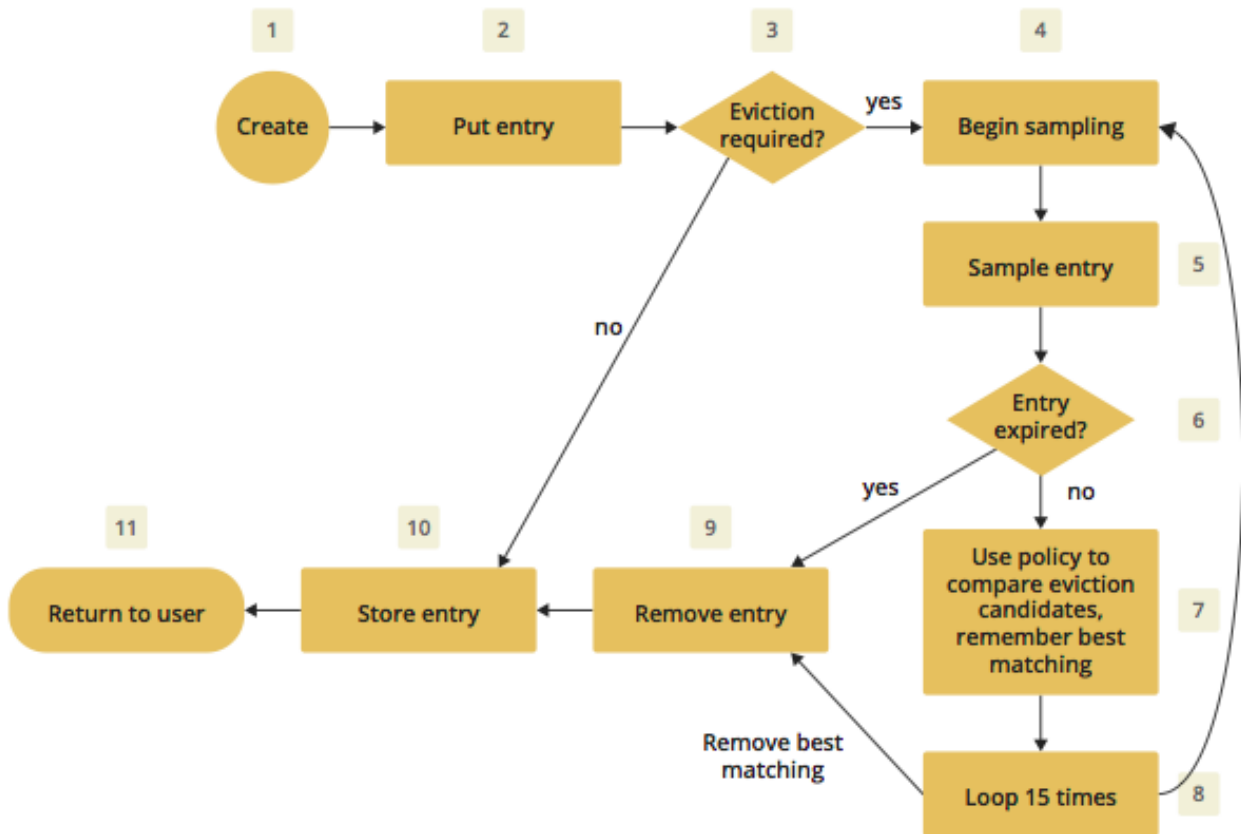 1
2
3
4
Create
Put entry
Eviction
required?
yes
Begin sampling
Sample entry
5
no
Entry
expired?
6
yes
no
11
10
9
Return to user
Store entry
Remove entry
Use policy to
compare eviction
candidates,
remember best
matching
7
Remove best
matching
Loop 15 times
8